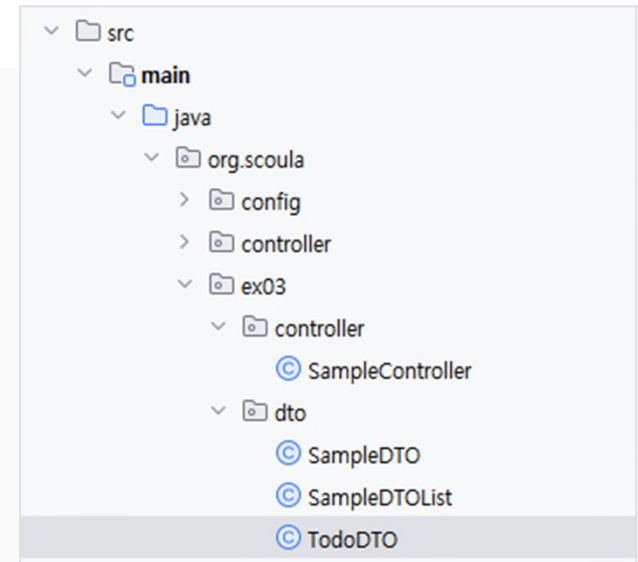 src
main
java
org.scoula
config
controller
ex03
controller
C SampleController
dto
C SampleDTO
C SampleDTOList
C TodoDTO